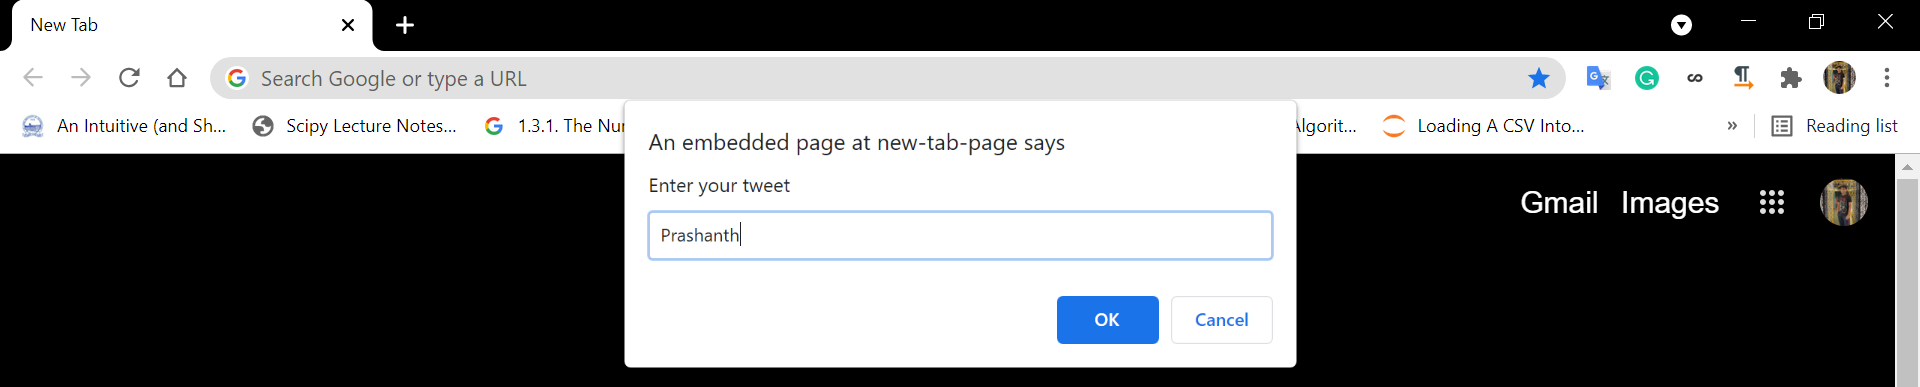 New Tab
Search Google or type a URL
An Intuitive (and Sh...
Scipy Lecture Notes...
1.3.1. The
Loading A CSV Into...
»
Reading list
An embedded page at new-tab-page says
Enter your tweet
Prashanth
OK
Cancel
Gmail
Images